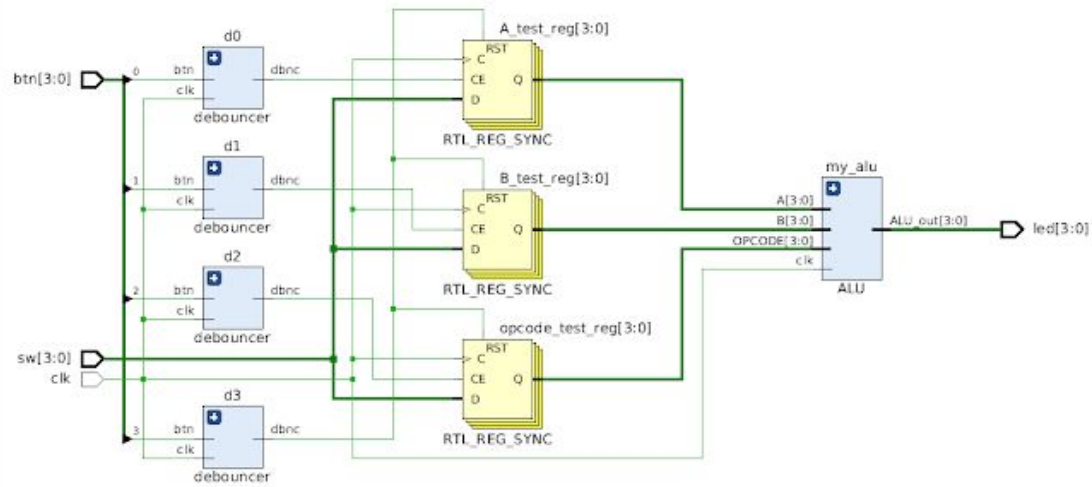 btn[3:0]
sw[3:0]
clk
d0
0
btn
clk
dbnc
debouncer
d1
1
btn
clk
dbnc
debouncer
d2
2
btn
clk
dbnc
debouncer
d3
3
btn
clk
dbnc
debouncer
A_test_reg[3:0]
RST
C
CE
D
Q
RTL_REG_SYNC
B_test_reg[3:0]
RST
C
CE
D
Q
RTL_REG_SYNC
opcode_test_reg[3:0]
RST
C
CE
D
Q
RTL_REG_SYNC
my_alu
A[3:0]
B[3:0]
OPCODE[3:0]
clk
ALU_out[3:0]
ALU
led[3:0]